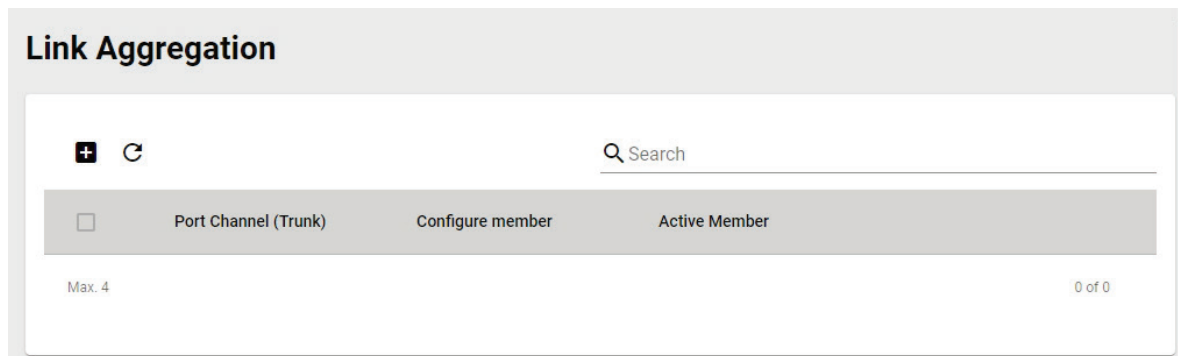 Link Aggregation
Search
Port Channel (Trunk) Configure member Active Member
Max. 4 0 of 0